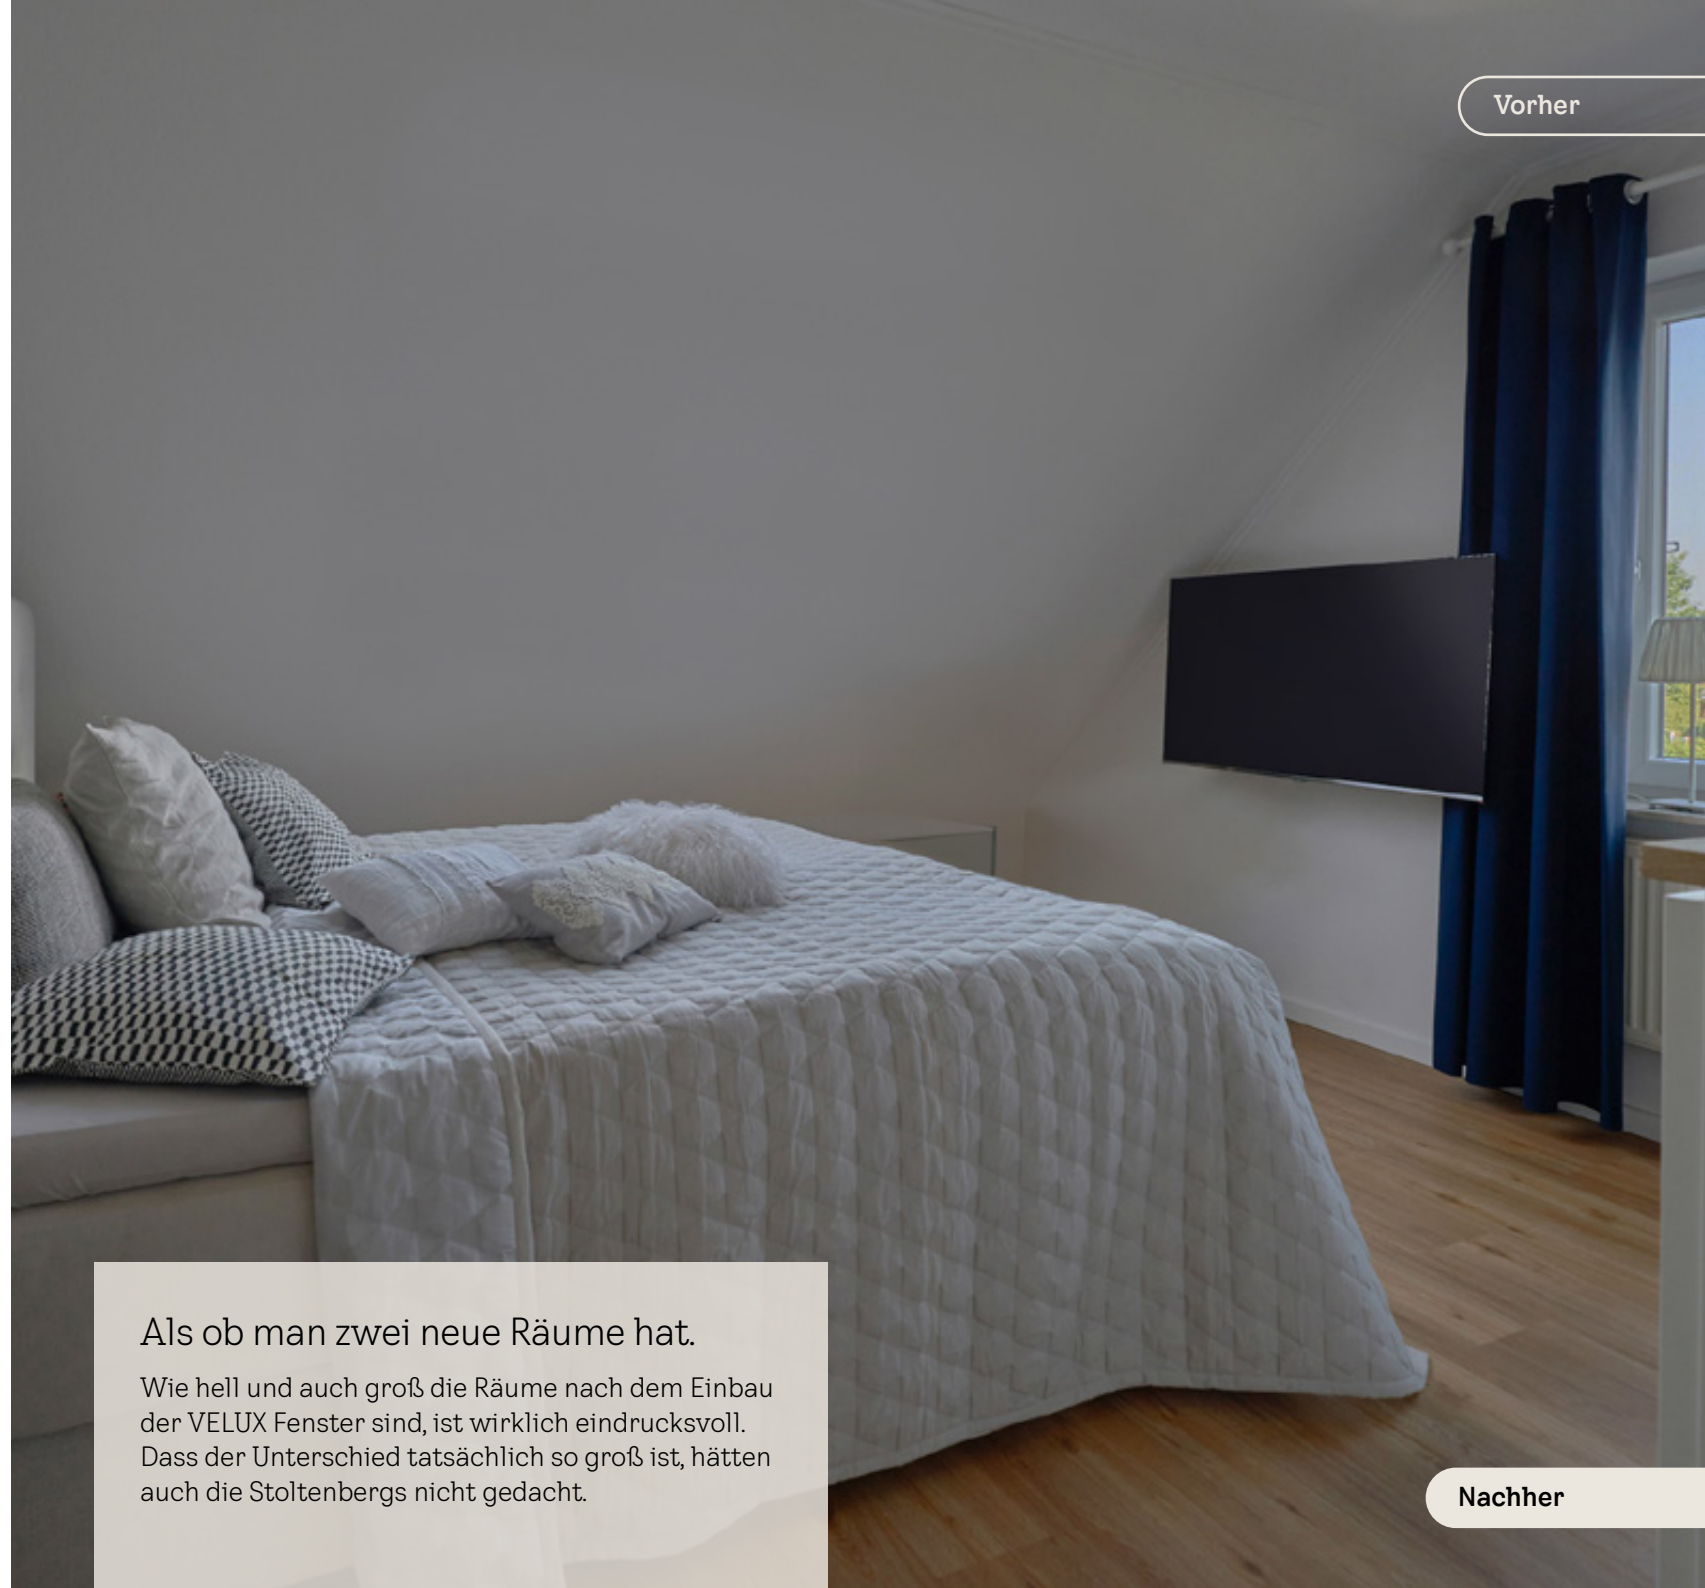 Vorher
Als ob man zwei neue Räume hat.
Wie hell und auch groß die Räume nach dem Einbau
der VELUX Fenster sind, ist wirklich eindrucksvoll.
Dass der Unterschied tatsächlich so groß ist, hätten
auch die Stoltenbergs nicht gedacht.
Nachher